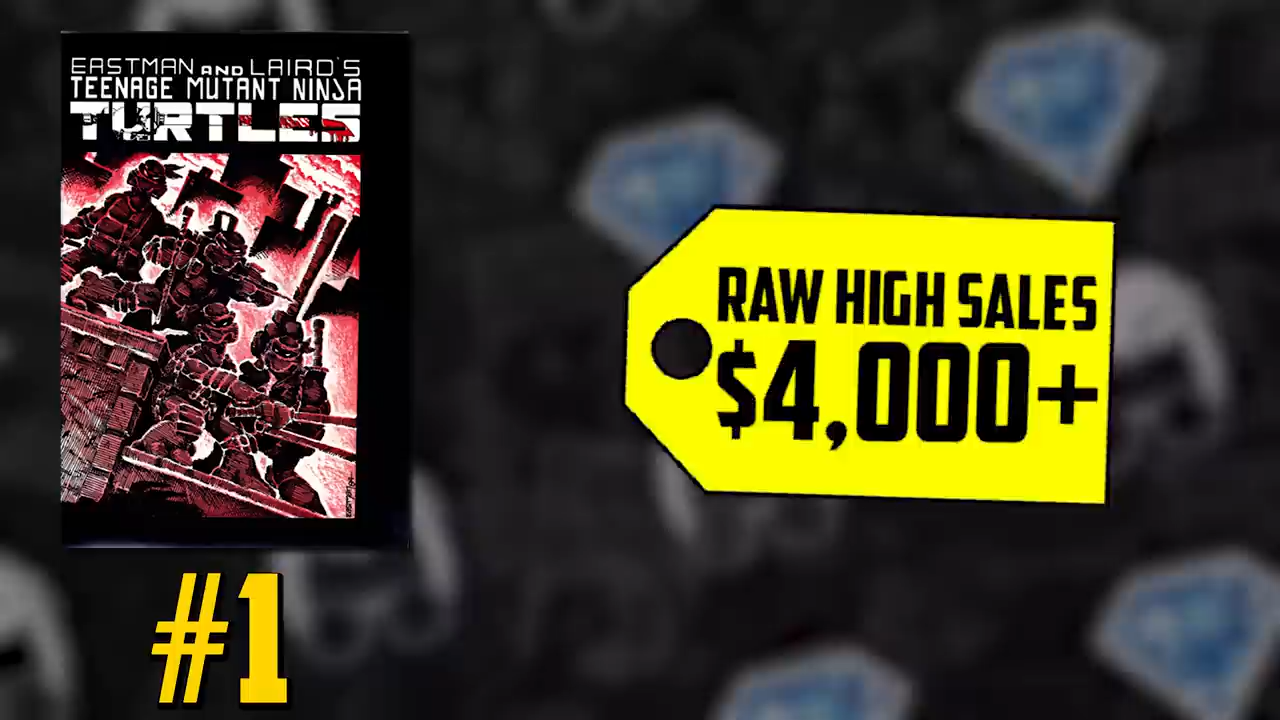 EASTMAN AND LAIRD'S
TEENAGE MUTANT NINJA
TURTLES
#1
RAW HIGH SALES
$4,000+